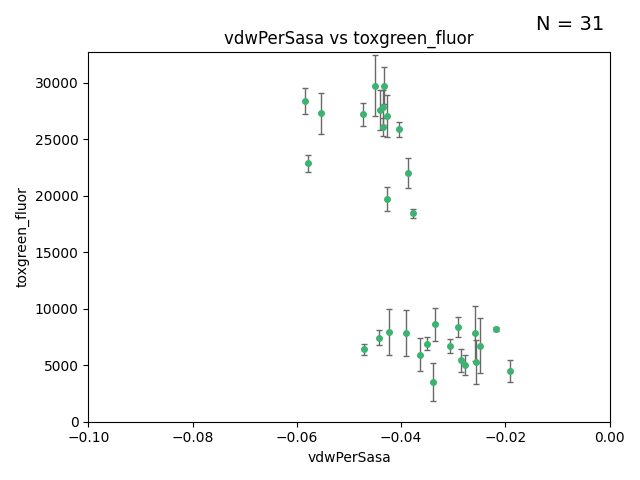 N = 31
vdwPerSasa vs toxgreen_fluor
toxgreen_fluor
30000
25000
20000
15000
10000
5000
0
−0.10 −0.08 −0.06 −0.04 −0.02 0.00
vdwPerSasa